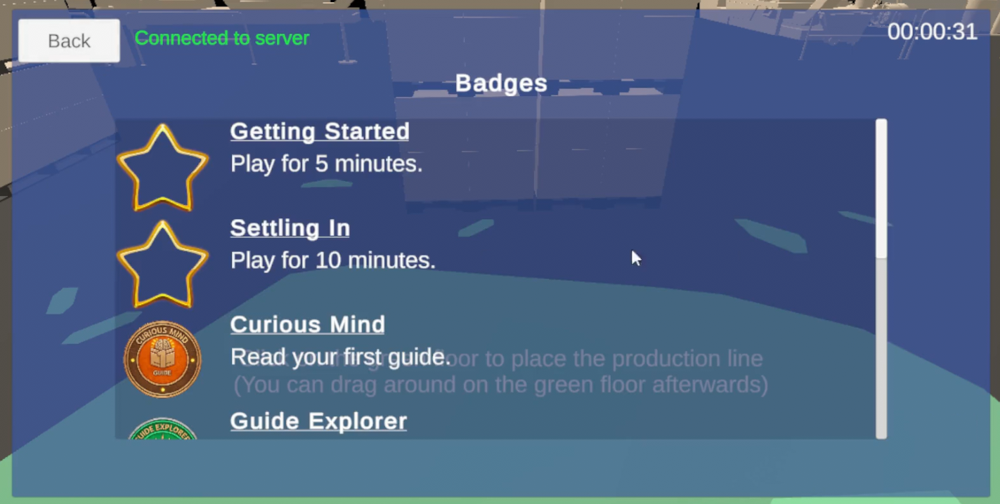 Back
Connected to server
00:00:31
Badges
Getting Started
Play for 5 minutes.
Settling In
Play for 10 minutes.
CURIOUS MIND
GUIDE
Curious Mind
Read your first guide.
floor to place the production line
(You can drag around on the green floor afterwards)
GUIDE EXPLORER
Guide Explorer